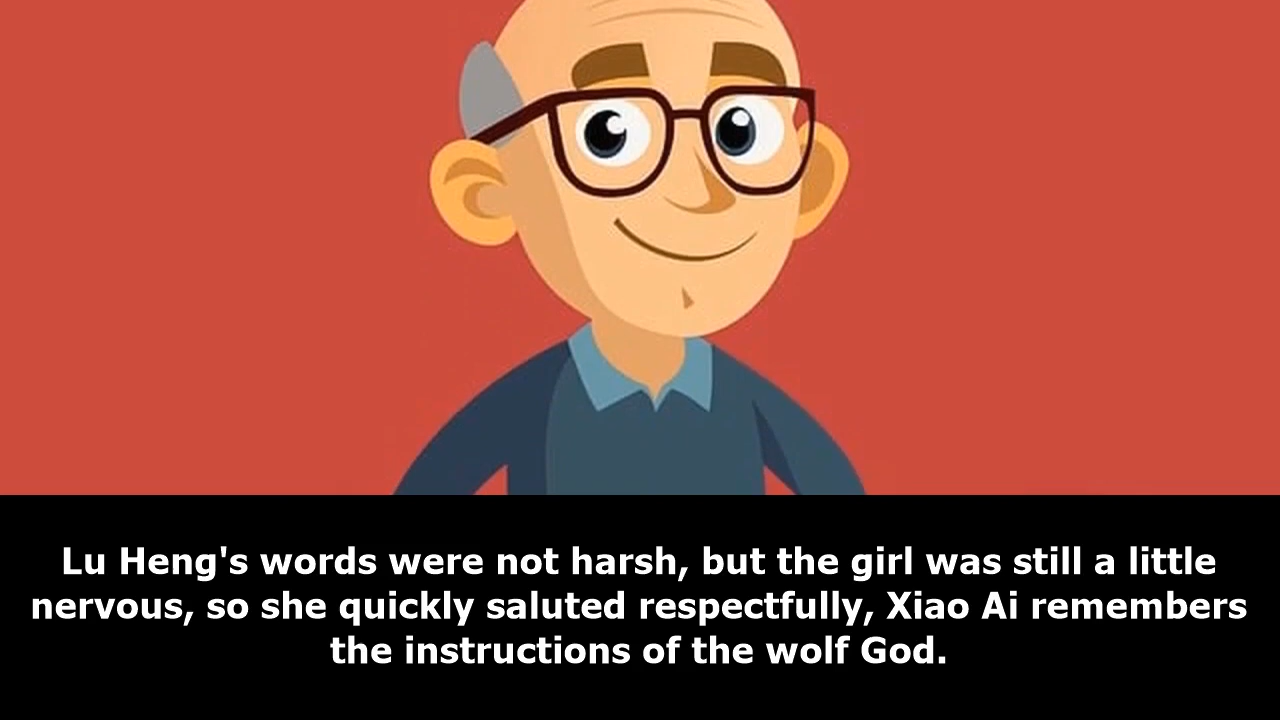 Lu Heng's words were not harsh, but the girl was still a little
nervous, so she quickly saluted respectfully, Xiao Ai remembers
the instructions of the wolf God.